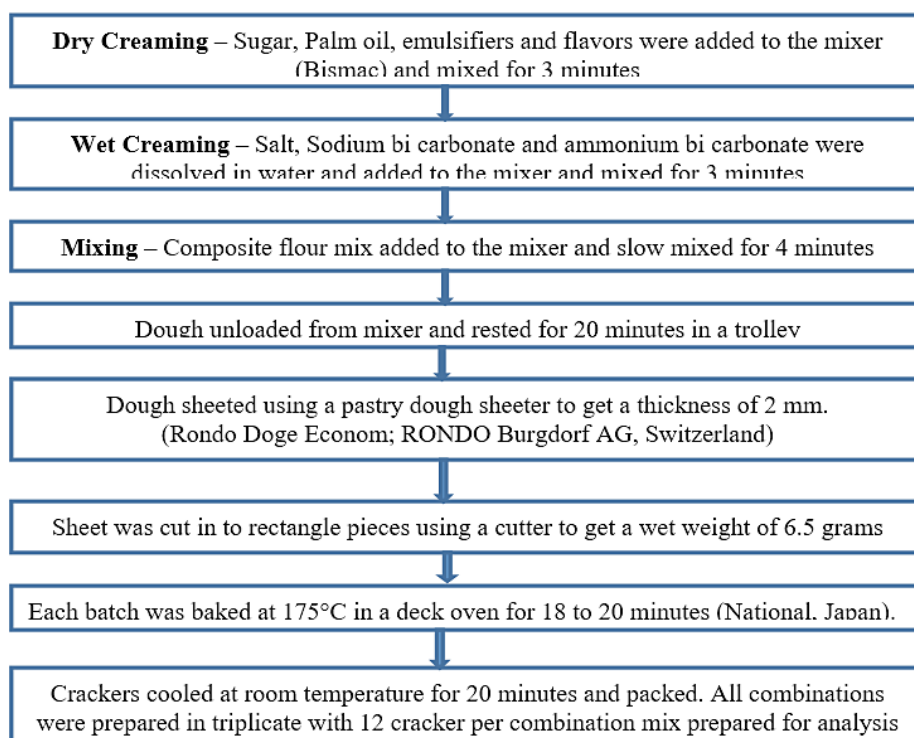 Dry Creaming – Sugar, Palm oil, emulsifiers and flavors were added to the mixer
(Bismac) and mixed for 3 minutes
Wet Creaming – Salt, Sodium bi carbonate and ammonium bi carbonate were
dissolved in water and added to the mixer and mixed for 3 minutes
Mixing – Composite flour mix added to the mixer and slow mixed for 4 minutes
Dough unloaded from mixer and rested for 20 minutes in a trolley
Dough sheeted using a pastry dough sheeter to get a thickness of 2 mm.
(Rondo Doge Econom; RONDO Burgdorf AG, Switzerland)
Sheet was cut in to rectangle pieces using a cutter to get a wet weight of 6.5 grams
Each batch was baked at 175°C in a deck oven for 18 to 20 minutes (National, Japan).
Crackers cooled at room temperature for 20 minutes and packed. All combinations
were prepared in triplicate with 12 cracker per combination mix prepared for analysis